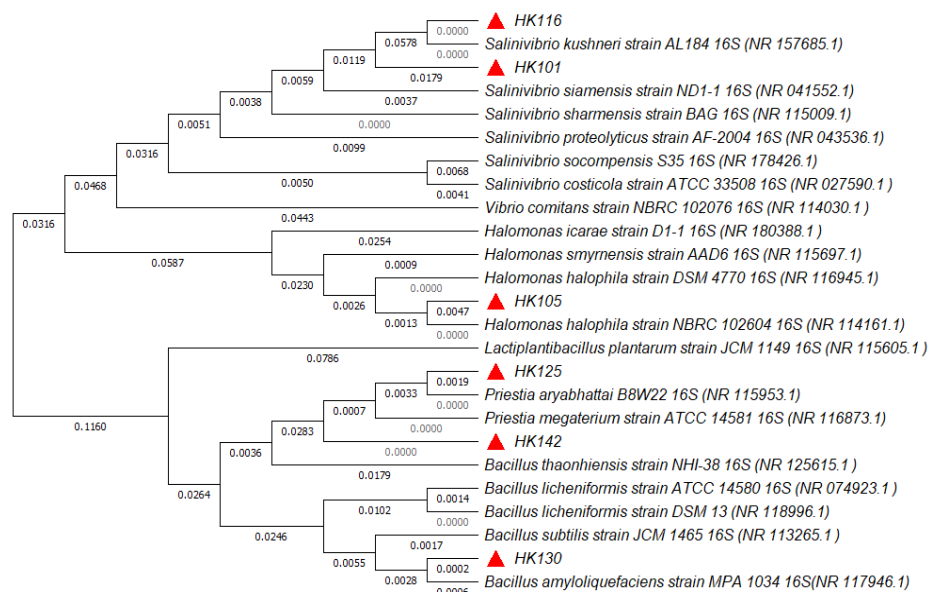 HK116
0.0000
0.0578
Salinivibrio kushneri strain AL184 16S (NR 157685.1)
0.0000
0.0119
HK101
0.0179
0.0059
Salinivibrio siamensis strain ND1-1 16S (NR 041552.1)
0.0037
0.0038
Salinivibrio sharmensis strain BAG 16S (NR 115009.1)
0.0051
0.0000
Salinivibrio proteolyticus strain AF-2004 16S (NR 043536.1)
0.0316
0.0099
Salinivibrio socompensis S35 16S (NR 178426.1)
0.0068
0.0468
0.0050
Salinivibrio costicola strain ATCC 33508 16S (NR 027590.1)
0.0041
Vibrio comitans strain NBRC 102076 16S (NR 114030.1)
0.0443
0.0316
Halomonas icarae strain D1-1 16S (NR 180388.1)
0.0254
Halomonas smyrnensis strain AAD6 16S (NR 115697.1)
0.0587
0.0009
Halomonas halophila strain DSM 4770 16S (NR 116945.1)
0.0230
0.0000
HK105
0.0026
0.0047
0.0013
Halomonas halophila strain NBRC 102604 16S (NR 114161.1)
0.0000
Lactiplantibacillus plantarum strain JCM 1149 16S (NR 115605.1)
0.0786
HK125
0.0019
0.0033
Priestia aryabhattai B8W22 16S (NR 115953.1)
0.0000
0.0007
Priestia megaterium strain ATCC 14581 16S (NR 116873.1)
0.1160
0.0000
0.0283
HK142
0.0036
0.0000
Bacillus thaonhiensis strain NHI-38 16S (NR 125615.1)
0.0179
Bacillus licheniformis strain ATCC 14580 16S (NR 074923.1)
0.0264
0.0014
0.0102
Bacillus licheniformis strain DSM 13 (NR 118996.1)
0.0000
Bacillus subtilis strain JCM 1465 16S (NR 113265.1)
0.0246
0.0017
HK130
0.0055
0.0002
0.0028
Bacillus amyloliquefaciens strain MPA 1034 16S(NR 117946.1)